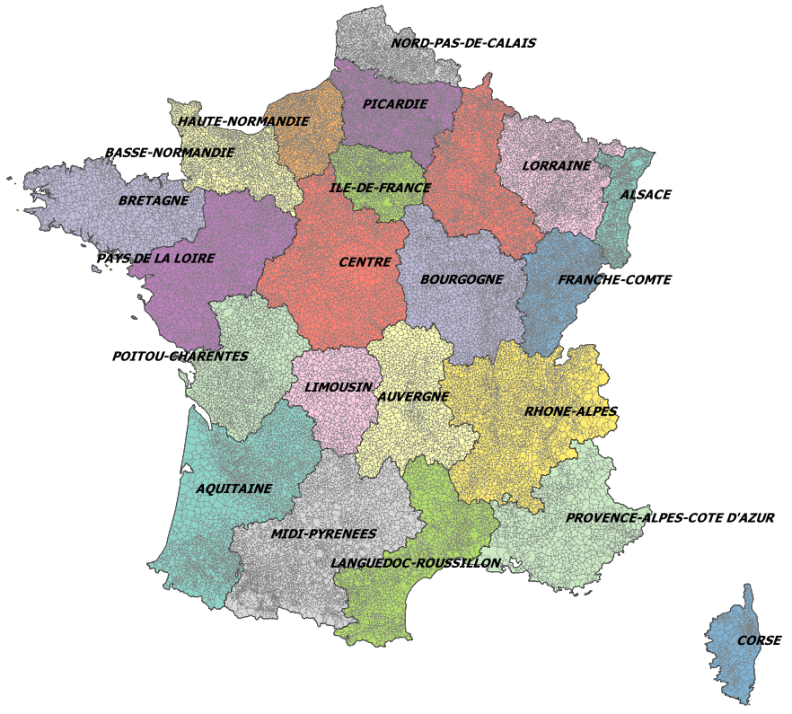 NORD-PAS-DE-CALAIS
PICARDIE
HAUTE-NORMANDIE
BASSE-NORMANDIE
LORRAINE
ILE-DE-FRANCE
ALSACE
BRETAGNE
PAYS DE LA LOIRE
CENTRE
BOURGOGNE
FRANCHE-COMTE
POITOU-CHARENTES
LIMOUSIN
AUVERGNE
RHONE-ALPES
AQUITAINE
PROVENCE-ALPES-COTE D'AZUR
MIDI-PYRENEES
LANGUEDOC-ROUSSILLON
CORSE